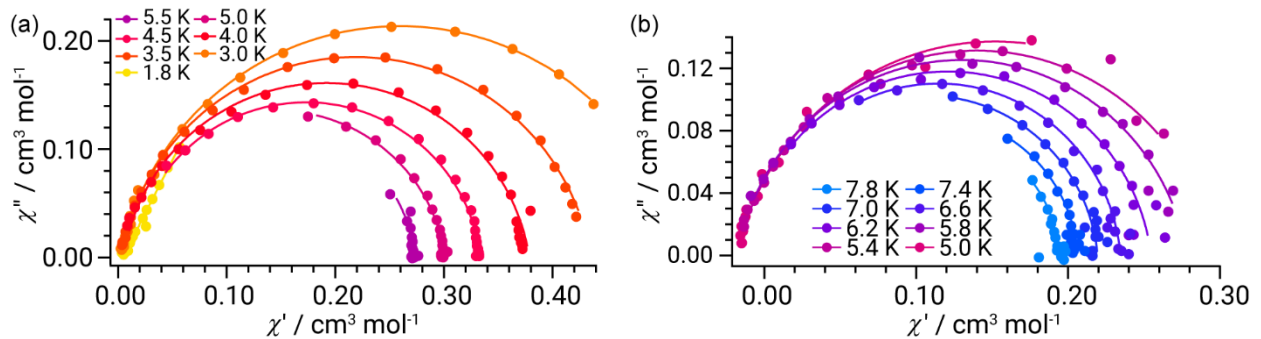 (a)
5.5 K 5.0 K
4.5 K 4.0 K
3.5 K 3.0 K
1.8 K
χ'' / cm³ mol⁻¹
0.20
0.10
0.00
0.00 0.10 0.20 0.30 0.40
χ' / cm³ mol⁻¹
(b)
χ'' / cm³ mol⁻¹
0.12
0.08
0.04
0.00
7.8 K 7.4 K
7.0 K 6.6 K
6.2 K 5.8 K
5.4 K 5.0 K
0.00 0.10 0.20 0.30
χ' / cm³ mol⁻¹